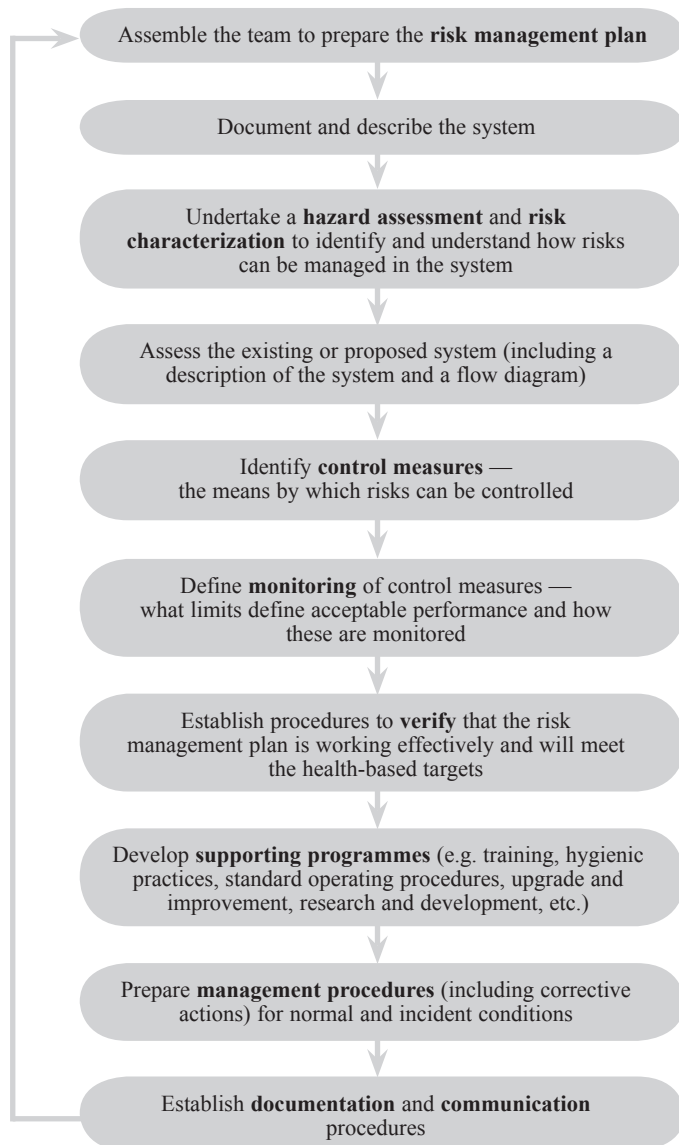 Assemble the team to prepare the risk management plan
Document and describe the system
Undertake a hazard assessment and risk
characterization to identify and understand how risks
can be managed in the system
Assess the existing or proposed system (including a
description of the system and a flow diagram)
Identify control measures —
the means by which risks can be controlled
Define monitoring of control measures —
what limits define acceptable performance and how
these are monitored
Establish procedures to verify that the risk
management plan is working effectively and will meet
the health-based targets
Develop supporting programmes (e.g. training, hygienic
practices, standard operating procedures, upgrade and
improvement, research and development, etc.)
Prepare management procedures (including corrective
actions) for normal and incident conditions
Establish documentation and communication
procedures